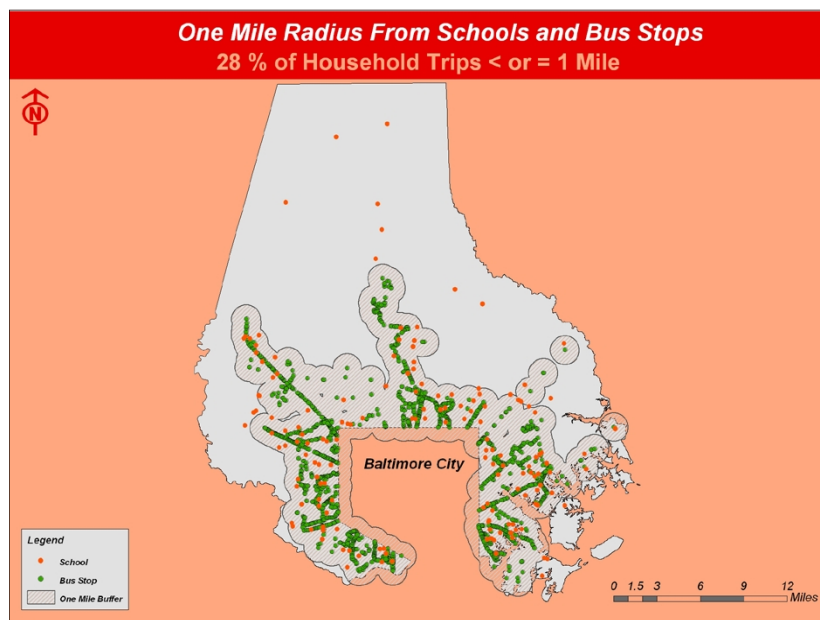 One Mile Radius From Schools and Bus Stops
28 % of Household Trips < or = 1 Mile
N
Baltimore City
Legend
School
Bus Stop
One Mile Buffer
0 1.5 3 6 9 12
Miles